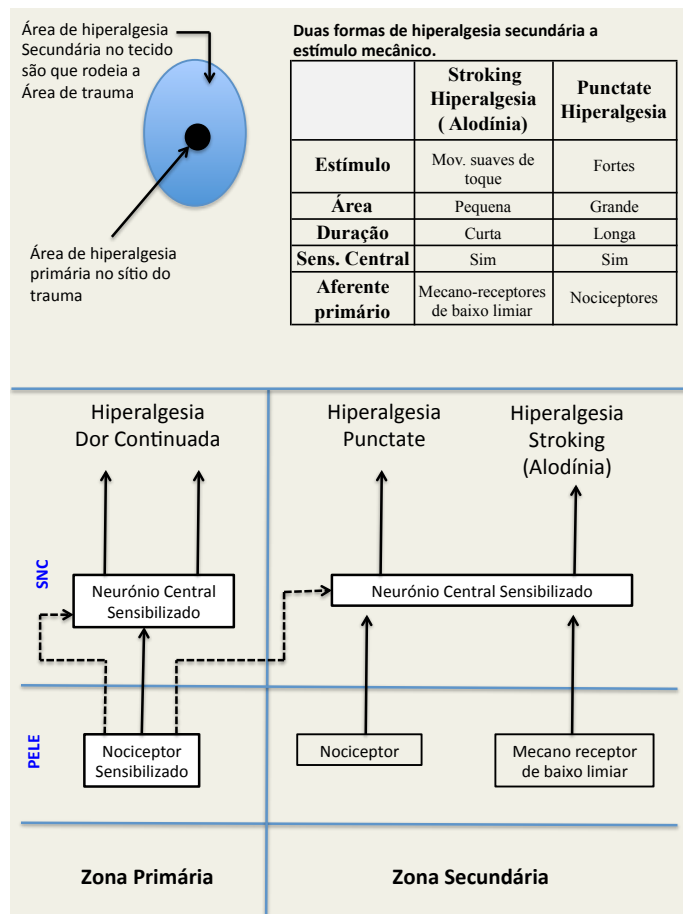 Área de hiperalgesia
Secundária no tecido
são que rodeia a
Área de trauma
Área de hiperalgesia
primária no sítio do
trauma
Duas formas de hiperalgesia secundária a
estímulo mecânico.
Stroking
Hiperalgesia
( Alodínia)
Punctate
Hiperalgesia
Estímulo
Mov. suaves de
toque
Fortes
Área
Pequena
Grande
Duração
Curta
Longa
Sens. Central
Sim
Sim
Aferente
primário
Mecano-receptores
de baixo limiar
Nociceptores
Hiperalgesia
Dor Continuada
Hiperalgesia
Punctate
Hiperalgesia
Stroking
(Alodínia)
SNC
Neurónio Central
Sensibilizado
Neurónio Central Sensibilizado
PELE
Nociceptor
Sensibilizado
Nociceptor
Mecano receptor
de baixo limiar
Zona Primária
Zona Secundária